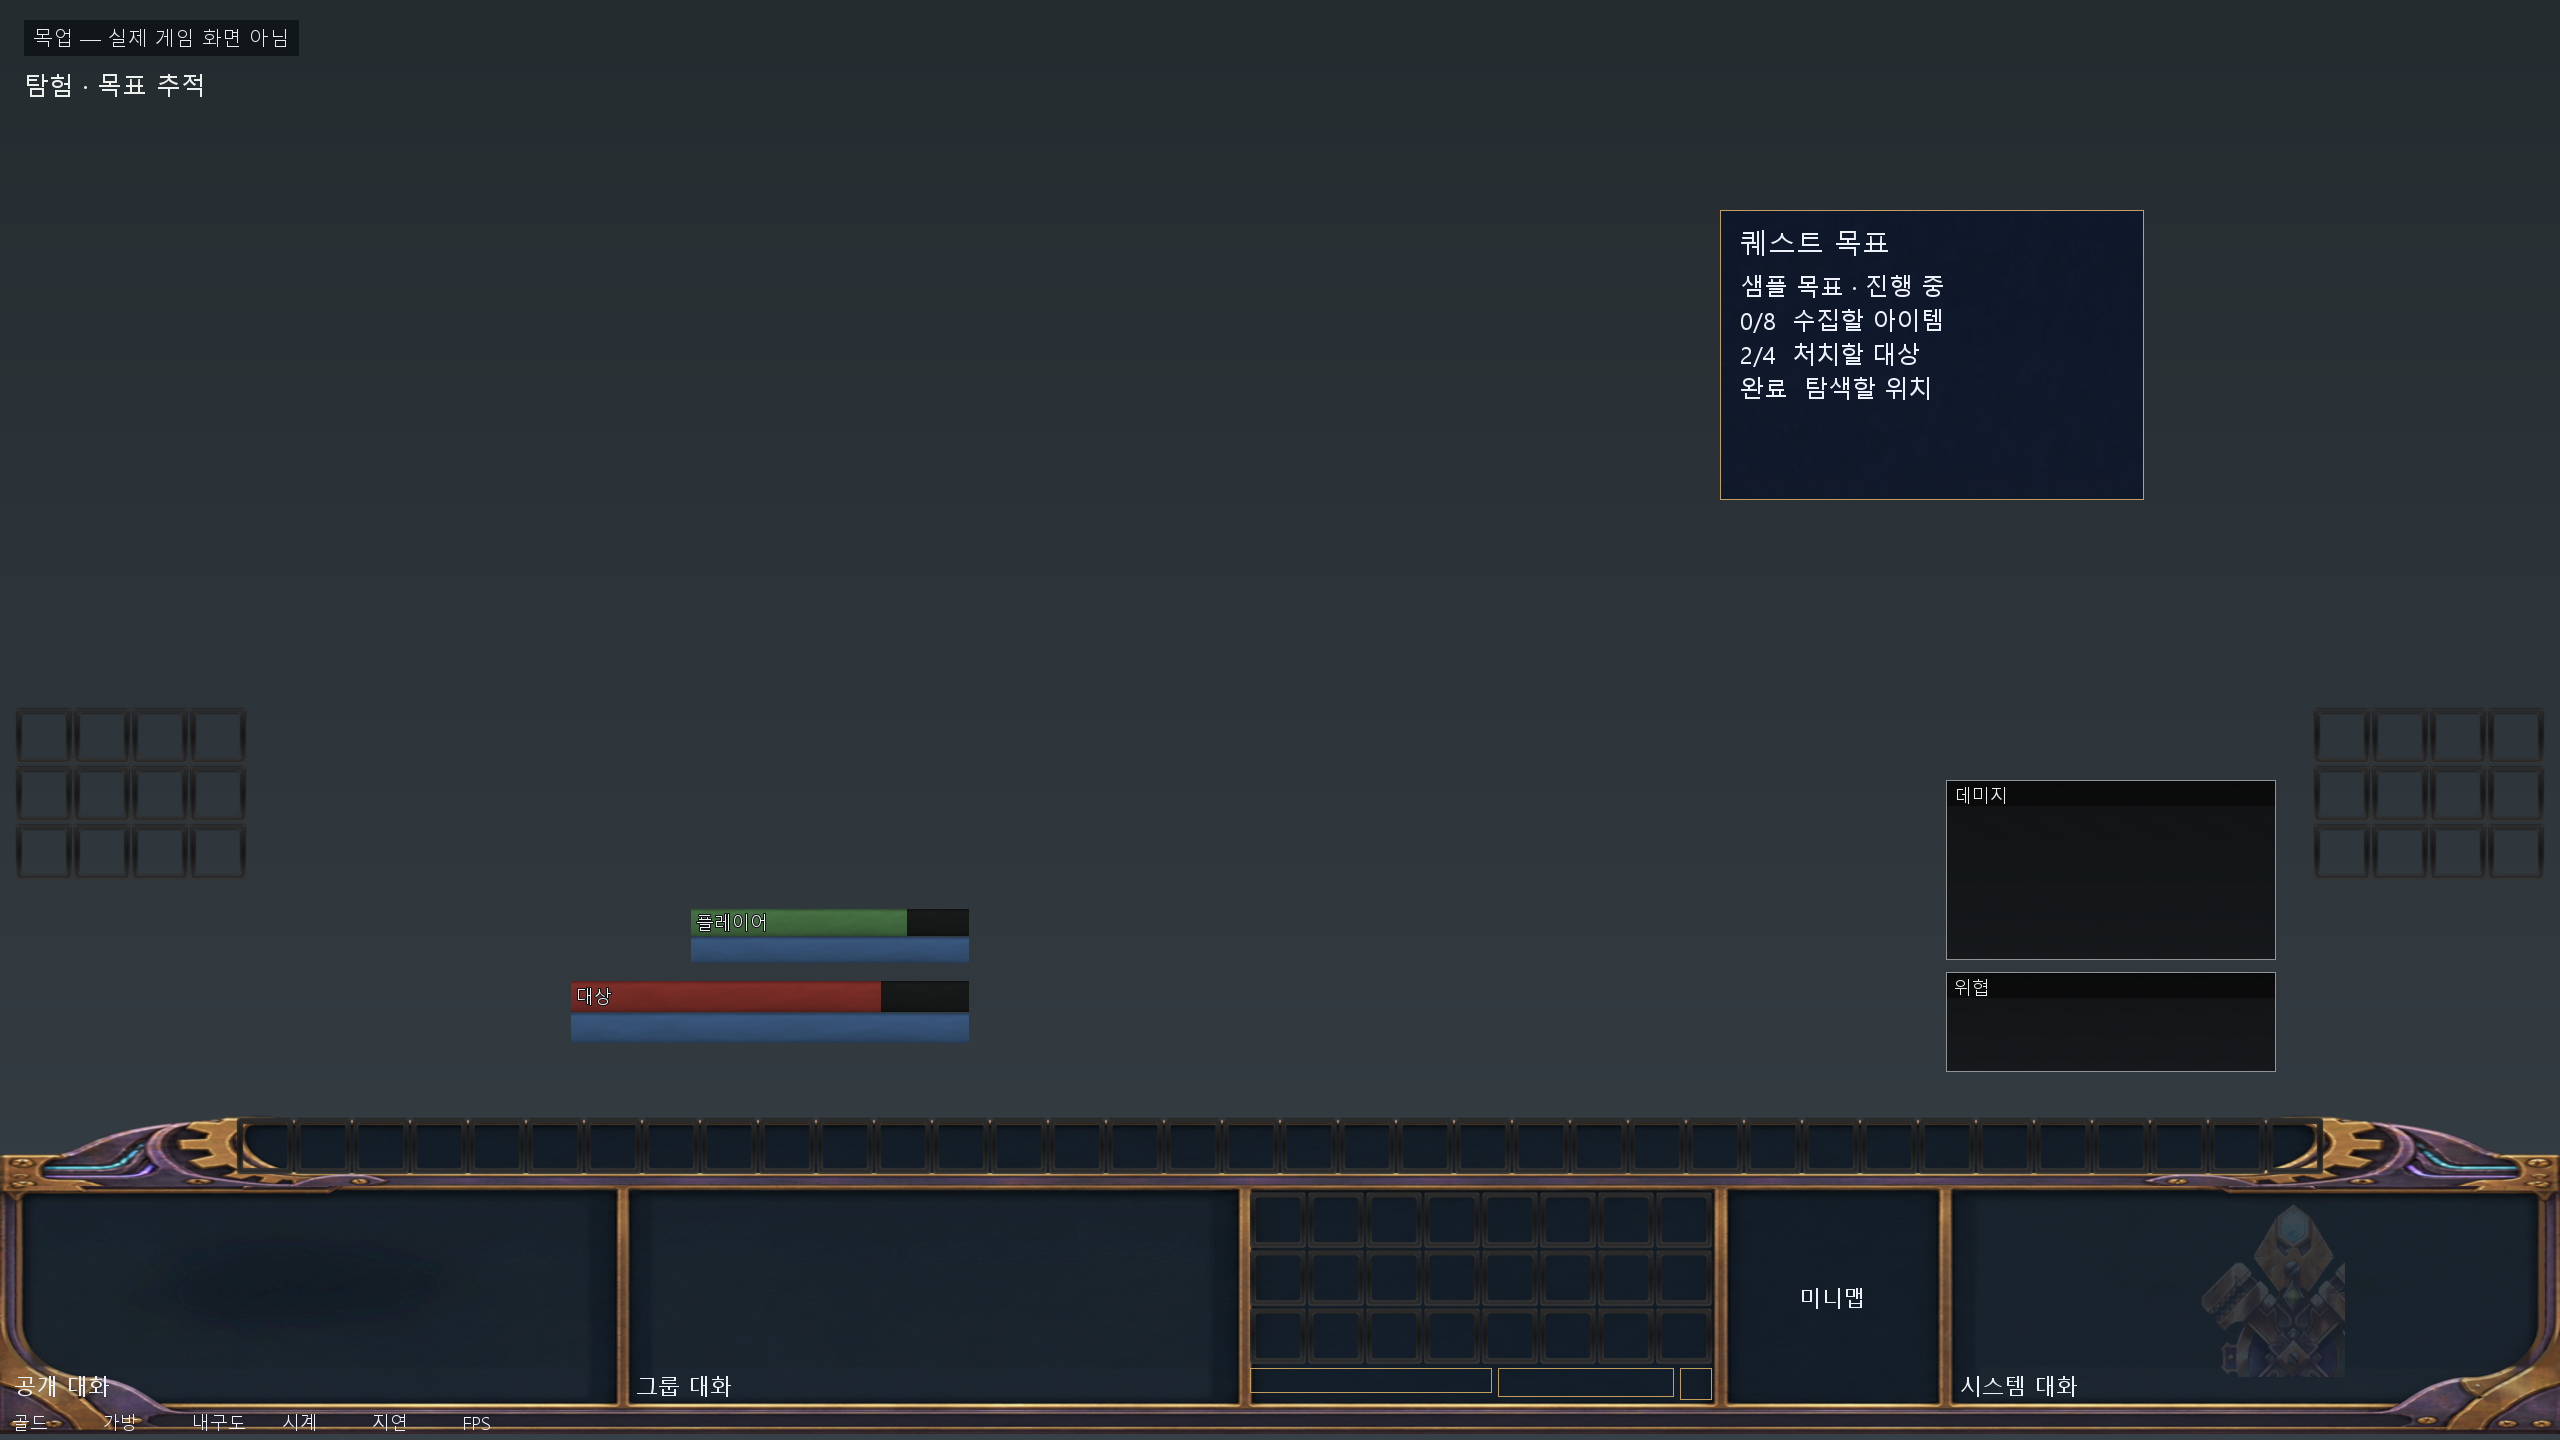 목업 — 실제 게임 화면 아님
탐험 · 목표 추적
퀘스트 목표
샘플 목표 · 진행 중
0/8 수집할 아이템
2/4 처치할 대상
완료 탐색할 위치
데미지
플레이어
위협
대상
미니맵
공개 대화
그룹 대화
시스템 대화
골드 가방 내구도 시계 지연 FPS